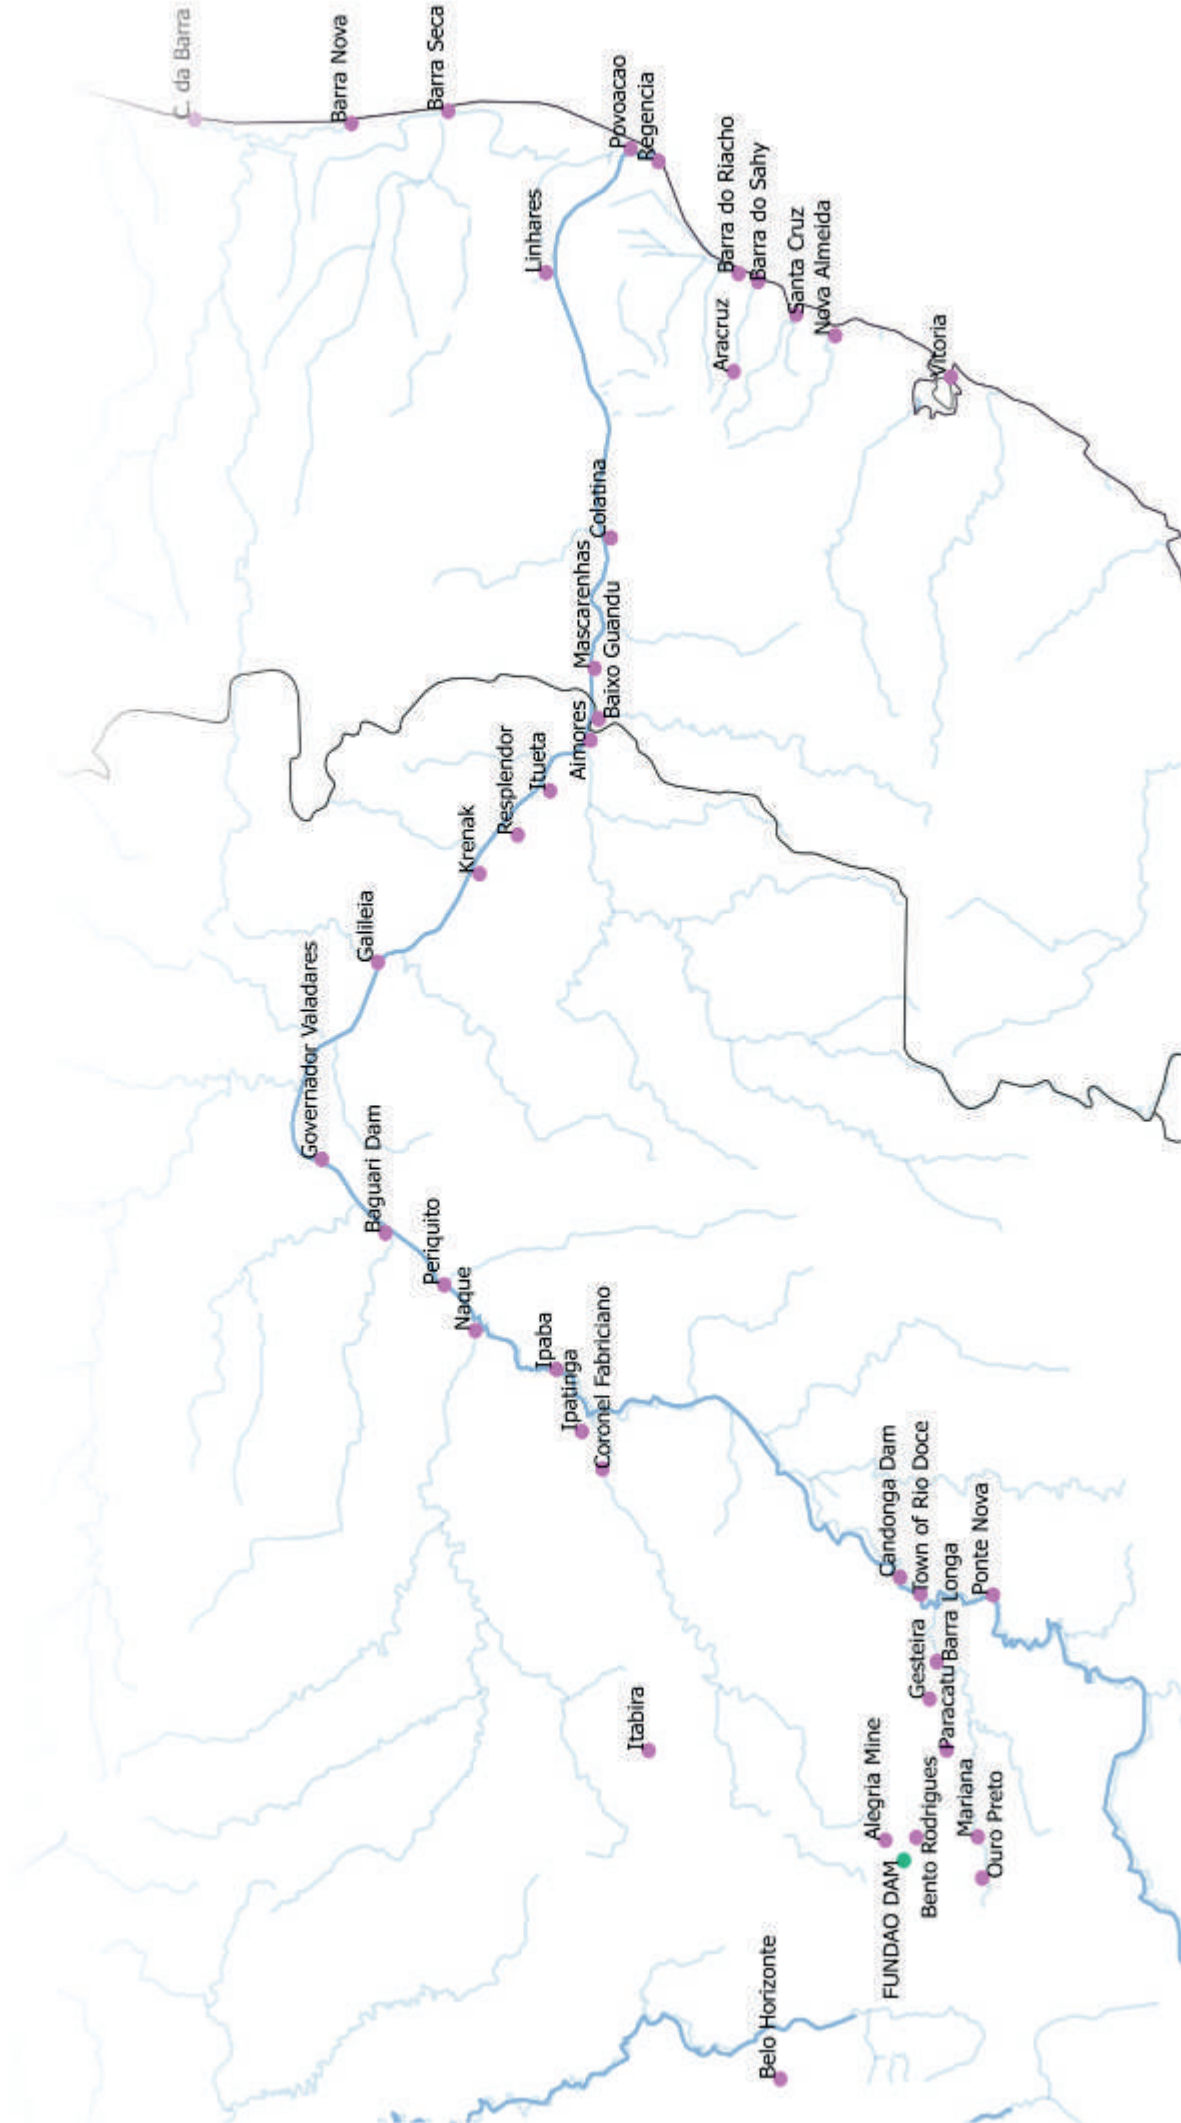 C. da Barra
Barra Nova
Barra Seca
Povoacao
Regencia
Linhares
Barra do Riacho
Barra do Sahy
Santa Cruz
Nova Almeida
Aracruz
Vitoria
Colatina
Mascarenhas
Baixo Guandu
Aimores
Itueta
Resplendor
Krenak
Galileia
Governador Valadares
Baguari Dam
Periquito
Naque
Ipaba
Ipatinga
Coronel Fabriciano
Candonga Dam
Town of Rio Doce
Ponte Nova
Barra Longa
Gesteira
Paracatu
Itabira
Alegria Mine
Bento Rodrigues
Mariana
Ouro Preto
FUNDAO DAM
Belo Horizonte